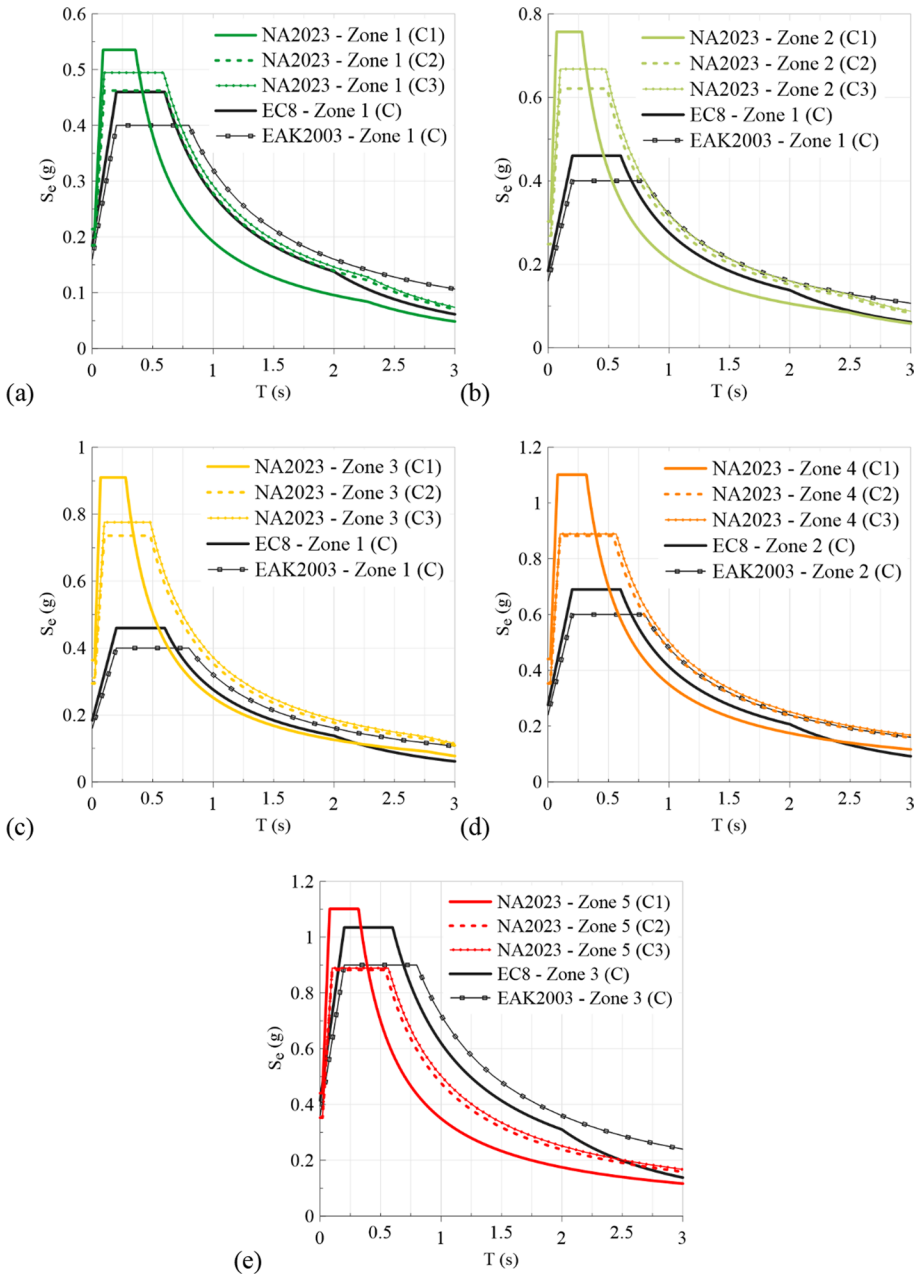 0.6
0.5
0.4
0.3
0.2
0.1
0
Se (g)
NA2023 - Zone 1 (C1)
NA2023 - Zone 1 (C2)
NA2023 - Zone 1 (C3)
EC8 - Zone 1 (C)
EAK2003 - Zone 1 (C)
0 0.5 1 1.5 2 2.5 3
T (s)
(a)
0.8
0.6
0.4
0.2
0
Se (g)
NA2023 - Zone 2 (C1)
NA2023 - Zone 2 (C2)
NA2023 - Zone 2 (C3)
EC8 - Zone 1 (C)
EAK2003 - Zone 1 (C)
0 0.5 1 1.5 2 2.5 3
T (s)
(b)
1
0.8
0.6
0.4
0.2
0
Se (g)
NA2023 - Zone 3 (C1)
NA2023 - Zone 3 (C2)
NA2023 - Zone 3 (C3)
EC8 - Zone 1 (C)
EAK2003 - Zone 1 (C)
0 0.5 1 1.5 2 2.5 3
T (s)
(c)
1.2
1
0.8
0.6
0.4
0.2
0
Se (g)
NA2023 - Zone 4 (C1)
NA2023 - Zone 4 (C2)
NA2023 - Zone 4 (C3)
EC8 - Zone 2 (C)
EAK2003 - Zone 2 (C)
0 0.5 1 1.5 2 2.5 3
T (s)
(d)
1.2
1
0.8
0.6
0.4
0.2
0
Se (g)
NA2023 - Zone 5 (C1)
NA2023 - Zone 5 (C2)
NA2023 - Zone 5 (C3)
EC8 - Zone 3 (C)
EAK2003 - Zone 3 (C)
0 0.5 1 1.5 2 2.5 3
T (s)
(e)